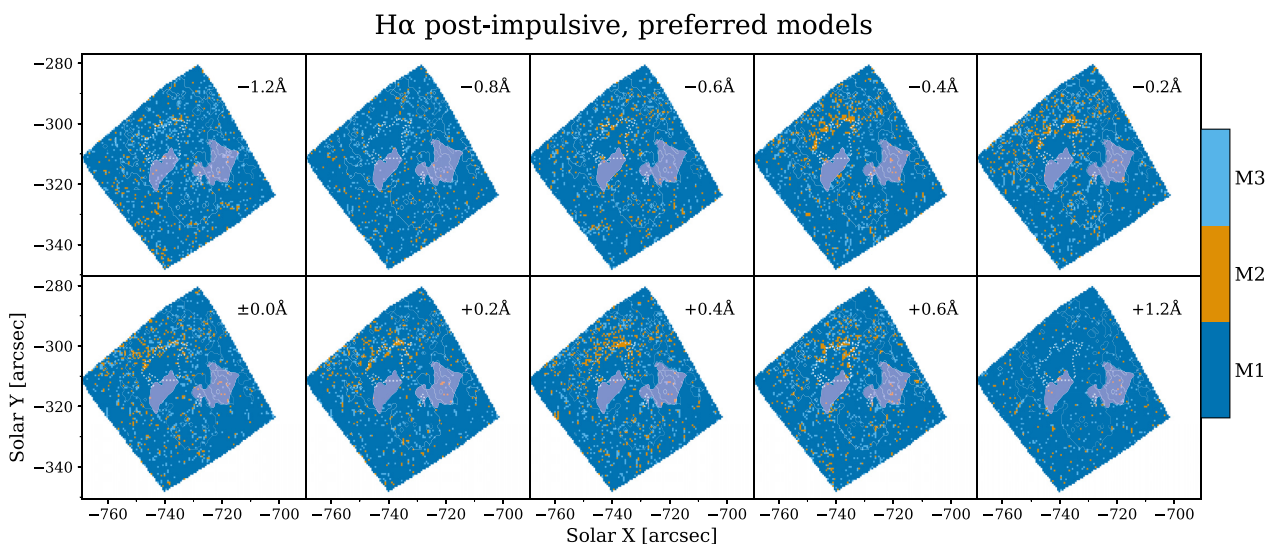 Hα post-impulsive, preferred models
−280
−300
−320
−340
−1.2Å
−0.8Å
−0.6Å
−0.4Å
−0.2Å
M3
M2
M1
−280
−300
−320
−340
±0.0Å
+0.2Å
+0.4Å
+0.6Å
+1.2Å
Solar Y [arcsec]
−760 −740 −720 −700 −760 −740 −720 −700 −760 −740 −720 −700 −760 −740 −720 −700 −760 −740 −720 −700
Solar X [arcsec]